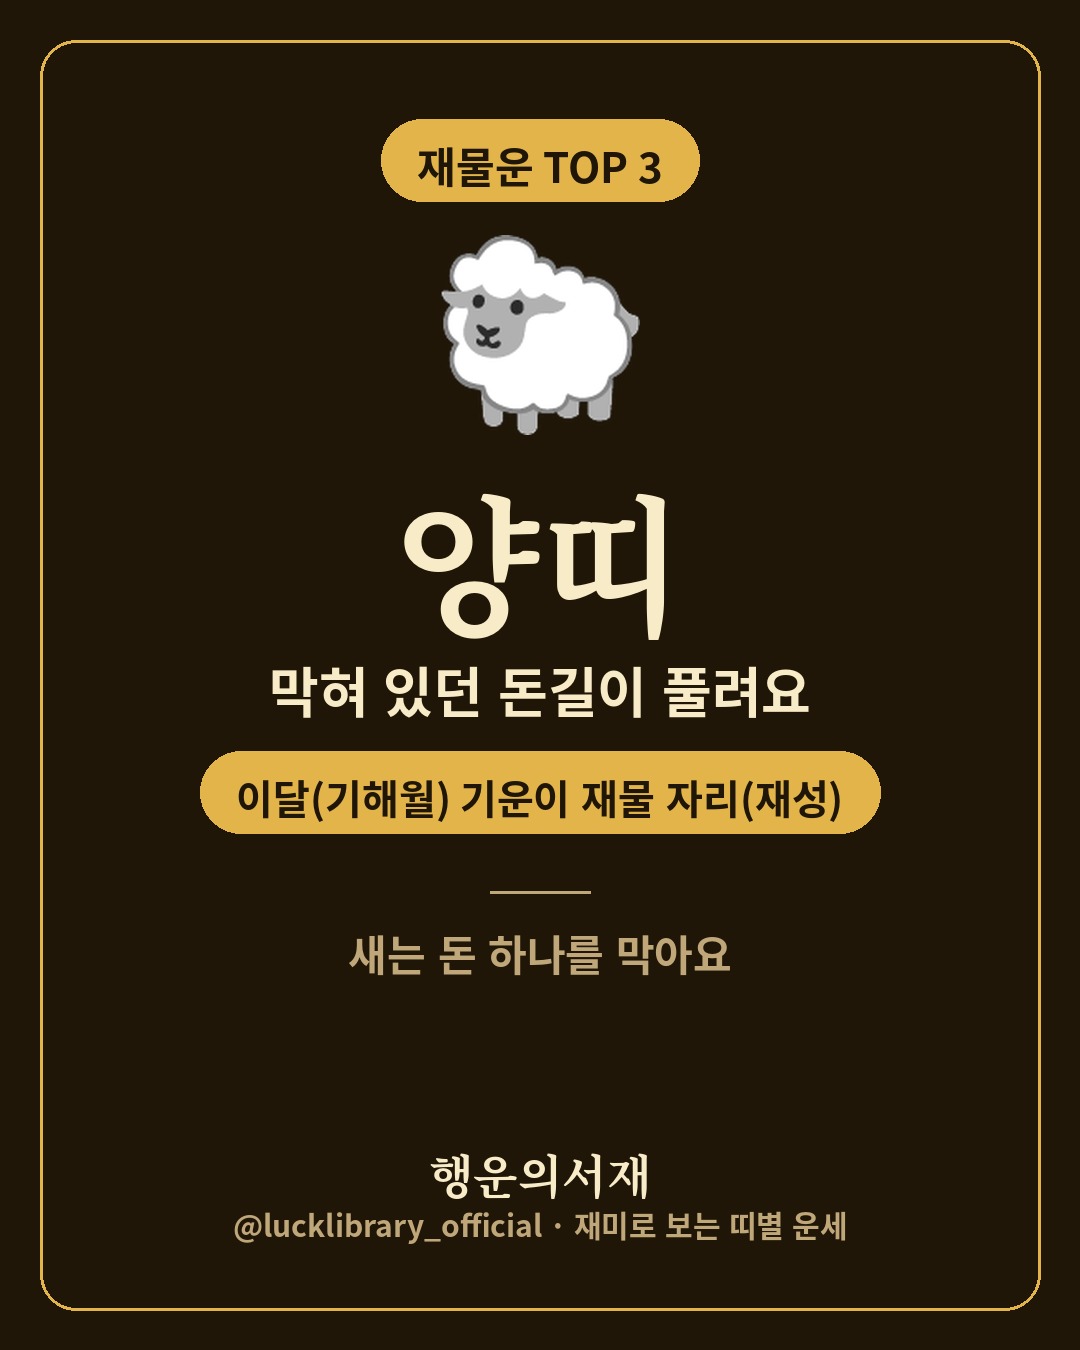 재물운 TOP 3
양띠
막혀 있던 돈길이 풀려요
이달(기해월) 기운이 재물 자리(재성)
새는 돈 하나를 막아요
행운의서재
@lucklibrary_official · 재미로 보는 띠별 운세